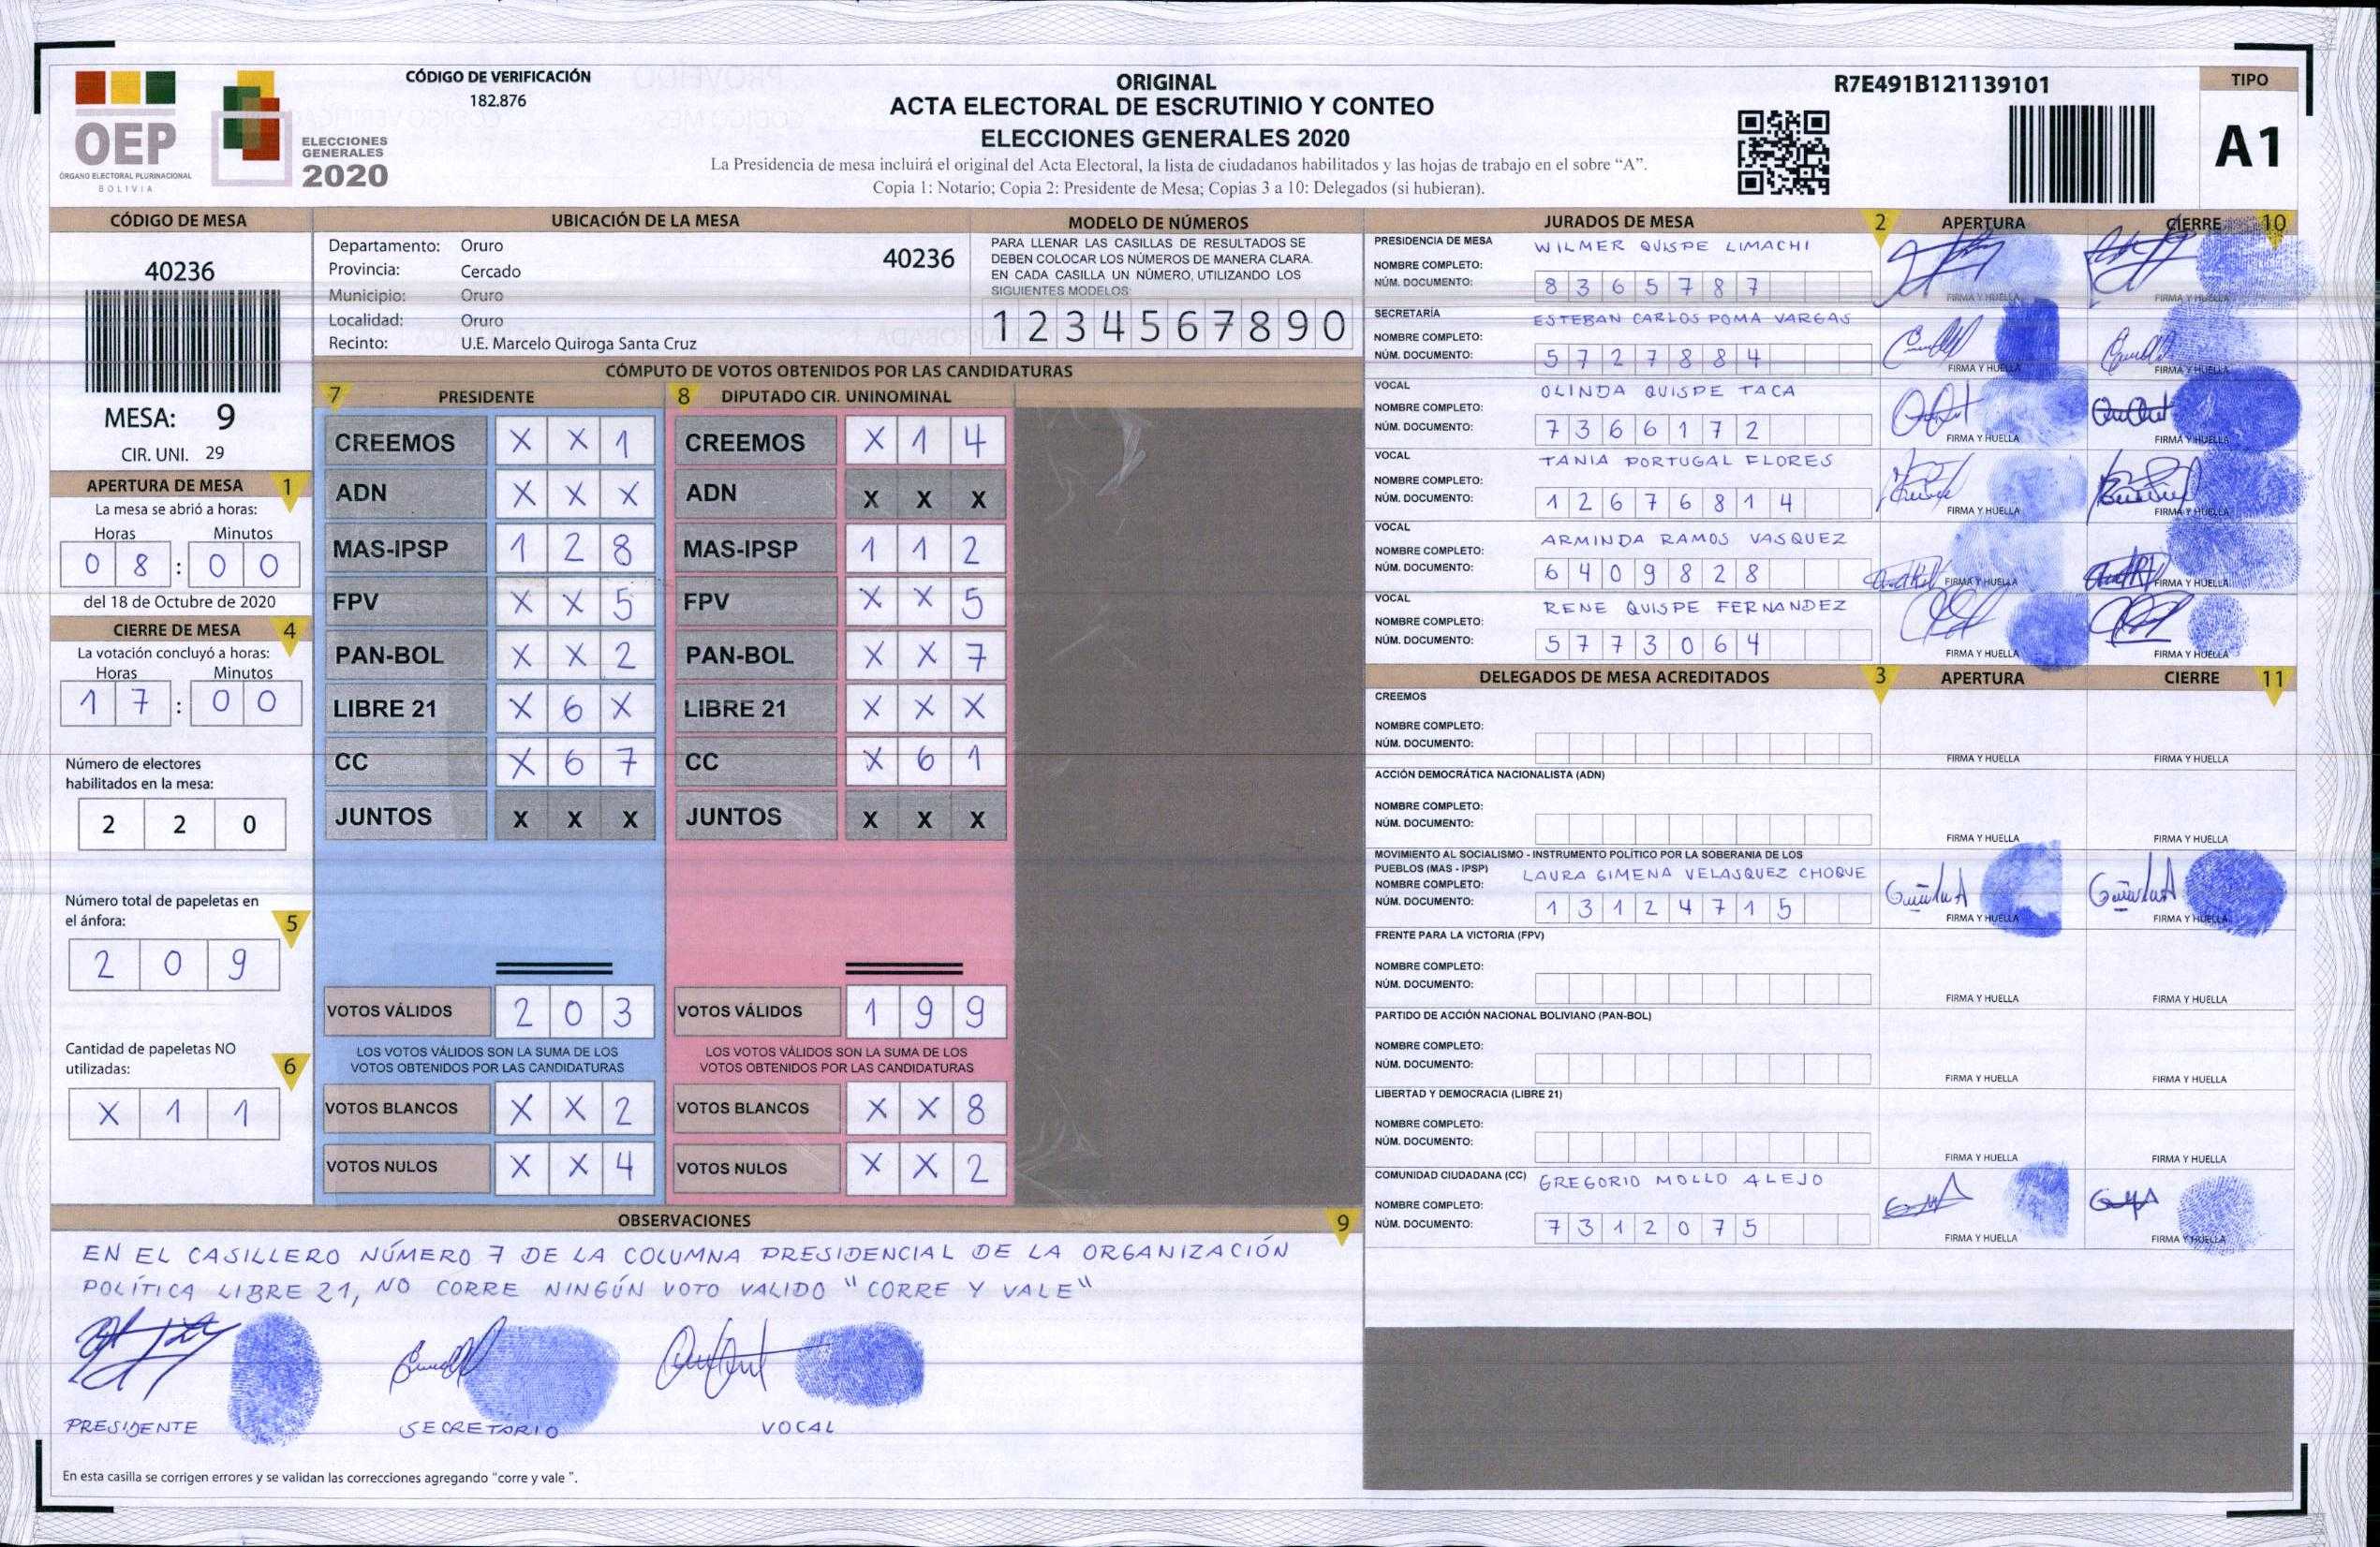 OEP
ÓRGANO ELECTORAL PLURINACIONAL
BOLIVIA
ELECCIONES
GENERALES
2020
CÓDIGO DE VERIFICACIÓN
182.876
ORIGINAL
ACTA ELECTORAL DE ESCRUTINIO Y CONTEO
ELECCIONES GENERALES 2020
La Presidencia de mesa incluirá el original del Acta Electoral, la lista de ciudadanos habilitados y las hojas de trabajo en el sobre “A”.
Copia 1: Notario; Copia 2: Presidente de Mesa; Copias 3 a 10: Delegados (si hubieran).
R7E491B121139101
TIPO
A1
CÓDIGO DE MESA
40236
MESA: 9
CIR. UNI. 29
APERTURA DE MESA 1
La mesa se abrió a horas:
Horas Minutos
0 8 : 0 0
del 18 de Octubre de 2020
CIERRE DE MESA 4
La votación concluyó a horas:
Horas Minutos
1 7 : 0 0
Número de electores
habilitados en la mesa:
2 2 0
Número total de papeletas en
el ánfora: 5
2 0 9
Cantidad de papeletas NO
utilizadas: 6
X 1 1
UBICACIÓN DE LA MESA
Departamento: Oruro 40236
Provincia: Cercado
Municipio: Oruro
Localidad: Oruro
Recinto: U.E. Marcelo Quiroga Santa Cruz
MODELO DE NÚMEROS
PARA LLENAR LAS CASILLAS DE RESULTADOS SE
DEBEN COLOCAR LOS NÚMEROS DE MANERA CLARA.
EN CADA CASILLA UN NÚMERO, UTILIZANDO LOS
SIGUIENTES MODELOS:
1 2 3 4 5 6 7 8 9 0
CÓMPUTO DE VOTOS OBTENIDOS POR LAS CANDIDATURAS
7 PRESIDENTE 8 DIPUTADO CIR. UNINOMINAL
CREEMOS X X 1 CREEMOS X 1 4
ADN X X X ADN X X X
MAS-IPSP 1 2 8 MAS-IPSP 1 1 2
FPV X X 5 FPV X X 5
PAN-BOL X X 2 PAN-BOL X X 7
LIBRE 21 X 6 X LIBRE 21 X X X
CC X 6 7 CC X 6 1
JUNTOS X X X JUNTOS X X X
VOTOS VÁLIDOS 2 0 3 VOTOS VÁLIDOS 1 9 9
LOS VOTOS VÁLIDOS SON LA SUMA DE LOS LOS VOTOS VÁLIDOS SON LA SUMA DE LOS
VOTOS OBTENIDOS POR LAS CANDIDATURAS VOTOS OBTENIDOS POR LAS CANDIDATURAS
VOTOS BLANCOS X X 2 VOTOS BLANCOS X X 8
VOTOS NULOS X X 4 VOTOS NULOS X X 2
OBSERVACIONES 9
EN EL CASILLERO NÚMERO 7 DE LA COLUMNA PRESIDENCIAL DE LA ORGANIZACIÓN
POLÍTICA LIBRE 21, NO CORRE NINGÚN VOTO VALIDO "CORRE Y VALE"
PRESIDENTE SECRETARIO VOCAL
En esta casilla se corrigen errores y se validan las correcciones agregando “corre y vale ”.
JURADOS DE MESA 2 APERTURA CIERRE 10
PRESIDENCIA DE MESA WILMER QUISPE LIMACHI
NOMBRE COMPLETO:
NÚM. DOCUMENTO: 8 3 6 5 7 8 7
FIRMA Y HUELLA FIRMA Y HUELLA
SECRETARÍA ESTEBAN CARLOS POMA VARGAS
NOMBRE COMPLETO:
NÚM. DOCUMENTO: 5 7 2 7 8 8 4
FIRMA Y HUELLA FIRMA Y HUELLA
VOCAL OLINDA QUISPE TACA
NOMBRE COMPLETO:
NÚM. DOCUMENTO: 7 3 6 6 1 7 2
FIRMA Y HUELLA FIRMA Y HUELLA
VOCAL TANIA PORTUGAL FLORES
NOMBRE COMPLETO:
NÚM. DOCUMENTO: 1 2 6 7 6 8 1 4
FIRMA Y HUELLA FIRMA Y HUELLA
VOCAL ARMINDA RAMOS VASQUEZ
NOMBRE COMPLETO:
NÚM. DOCUMENTO: 6 4 0 9 8 2 8
FIRMA Y HUELLA FIRMA Y HUELLA
VOCAL RENE QUISPE FERNANDEZ
NOMBRE COMPLETO:
NÚM. DOCUMENTO: 5 7 7 3 0 6 4
FIRMA Y HUELLA FIRMA Y HUELLA
DELEGADOS DE MESA ACREDITADOS 3 APERTURA CIERRE 11
CREEMOS
NOMBRE COMPLETO:
NÚM. DOCUMENTO:
FIRMA Y HUELLA FIRMA Y HUELLA
ACCIÓN DEMOCRÁTICA NACIONALISTA (ADN)
NOMBRE COMPLETO:
NÚM. DOCUMENTO:
FIRMA Y HUELLA FIRMA Y HUELLA
MOVIMIENTO AL SOCIALISMO - INSTRUMENTO POLÍTICO POR LA SOBERANIA DE LOS
PUEBLOS (MAS - IPSP) LAURA GIMENA VELASQUEZ CHOQUE
NOMBRE COMPLETO:
NÚM. DOCUMENTO: 1 3 1 2 4 7 1 5
FIRMA Y HUELLA FIRMA Y HUELLA
FRENTE PARA LA VICTORIA (FPV)
NOMBRE COMPLETO:
NÚM. DOCUMENTO:
FIRMA Y HUELLA FIRMA Y HUELLA
PARTIDO DE ACCIÓN NACIONAL BOLIVIANO (PAN-BOL)
NOMBRE COMPLETO:
NÚM. DOCUMENTO:
FIRMA Y HUELLA FIRMA Y HUELLA
LIBERTAD Y DEMOCRACIA (LIBRE 21)
NOMBRE COMPLETO:
NÚM. DOCUMENTO:
FIRMA Y HUELLA FIRMA Y HUELLA
COMUNIDAD CIUDADANA (CC) GREGORIO MOLLO ALEJO
NOMBRE COMPLETO:
NÚM. DOCUMENTO: 7 3 1 2 0 7 5
FIRMA Y HUELLA FIRMA Y HUELLA